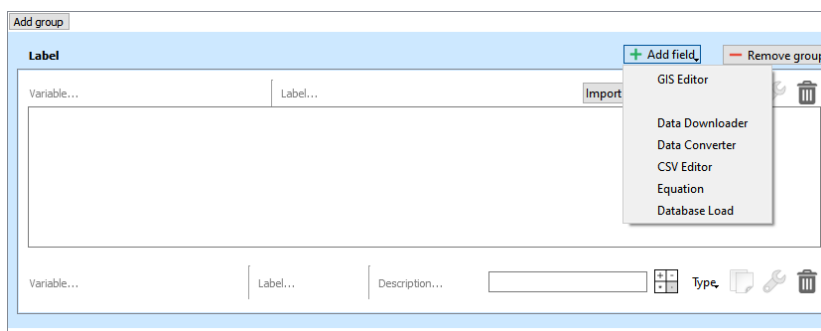 Add group
Label
Add field
Remove group
GIS Editor
Variable...
Label...
Import
Data Downloader
Data Converter
CSV Editor
Equation
Database Load
Variable...
Label...
Description...
Type